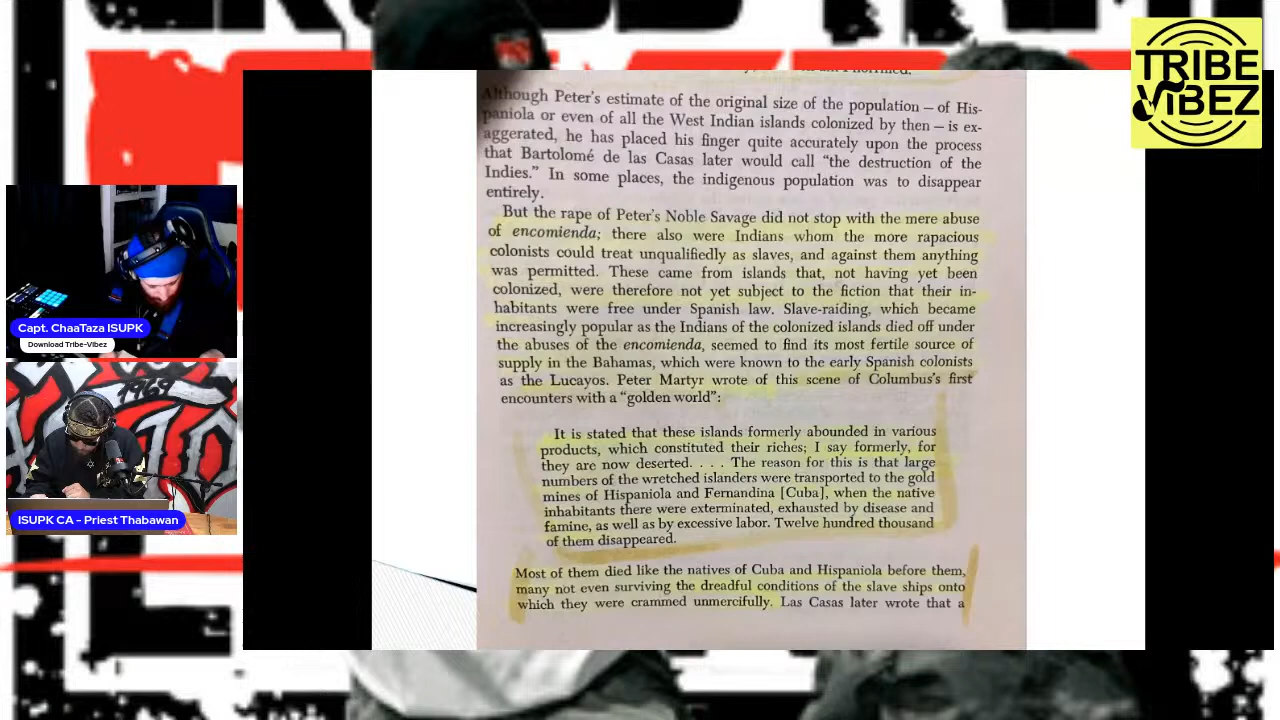 TRIBE
VIBEZ
Although Peter's estimate of the original size of the population – of His-
paniola or even of all the West Indian islands colonized by then – is ex-
aggerated, he has placed his finger quite accurately upon the process
that Bartolomé de las Casas later would call "the destruction of the
Indies." In some places, the indigenous population was to disappear
entirely.
But the rape of Peter's Noble Savage did not stop with the mere abuse
of encomienda; there also were Indians whom the more rapacious
colonists could treat unqualifiedly as slaves, and against them anything
was permitted. These came from islands that, not having yet been
colonized, were therefore not yet subject to the fiction that their in-
habitants were free under Spanish law. Slave-raiding, which became
increasingly popular as the Indians of the colonized islands died off under
the abuses of the encomienda, seemed to find its most fertile source of
supply in the Bahamas, which were known to the early Spanish colonists
as the Lucayos. Peter Martyr wrote of this scene of Columbus's first
encounters with a "golden world":
It is stated that these islands formerly abounded in various
products, which constituted their riches; I say formerly, for
they are now deserted. . . . The reason for this is that large
numbers of the wretched islanders were transported to the gold
mines of Hispaniola and Fernandina [Cuba], when the native
inhabitants there were exterminated, exhausted by disease and
famine, as well as by excessive labor. Twelve hundred thousand
of them disappeared.
Most of them died like the natives of Cuba and Hispaniola before them,
many not even surviving the dreadful conditions of the slave ships onto
which they were crammed unmercifully. Las Casas later wrote that a
Capt. ChaaTaza ISUPK
Download Tribe-Vibez
1969
ISUPK CA - Priest Thabawan